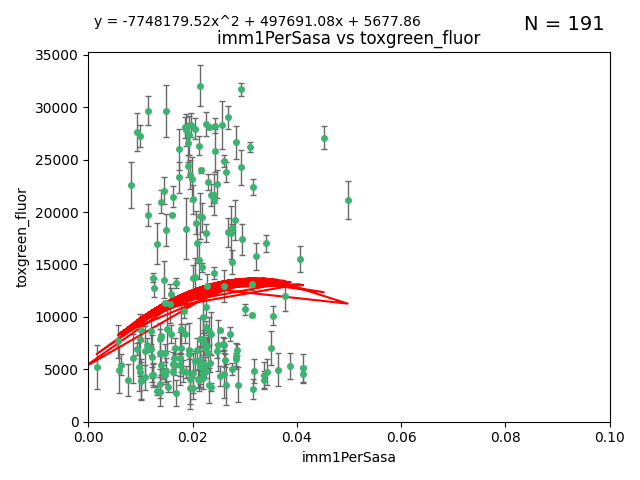 y = -7748179.52x^2 + 497691.08x + 5677.86
N = 191
imm1PerSasa vs toxgreen_fluor
35000
30000
25000
20000
15000
10000
5000
0
toxgreen_fluor
0.00 0.02 0.04 0.06 0.08 0.10
imm1PerSasa